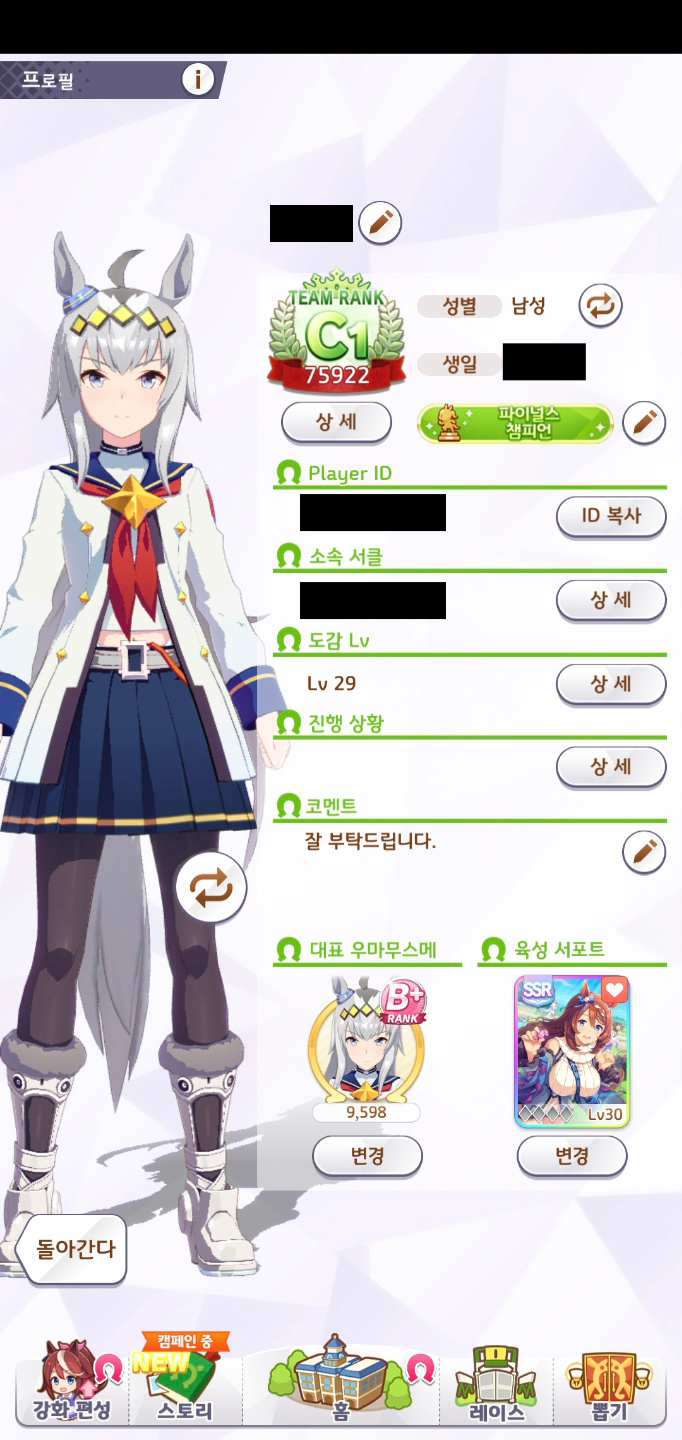 프로필
i
TEAM RANK
C1
75922
성별
남성
생일
상세
파이널스
챔피언
Player ID
ID 복사
소속 서클
상세
도감 Lv
Lv 29
상세
진행 상황
상세
코멘트
잘 부탁드립니다.
대표 우마무스메
육성 서포트
B+
RANK
9,598
SSR
Lv30
변경
변경
돌아간다
캠페인 중
NEW
강화 편성
스토리
홈
레이스
뽑기